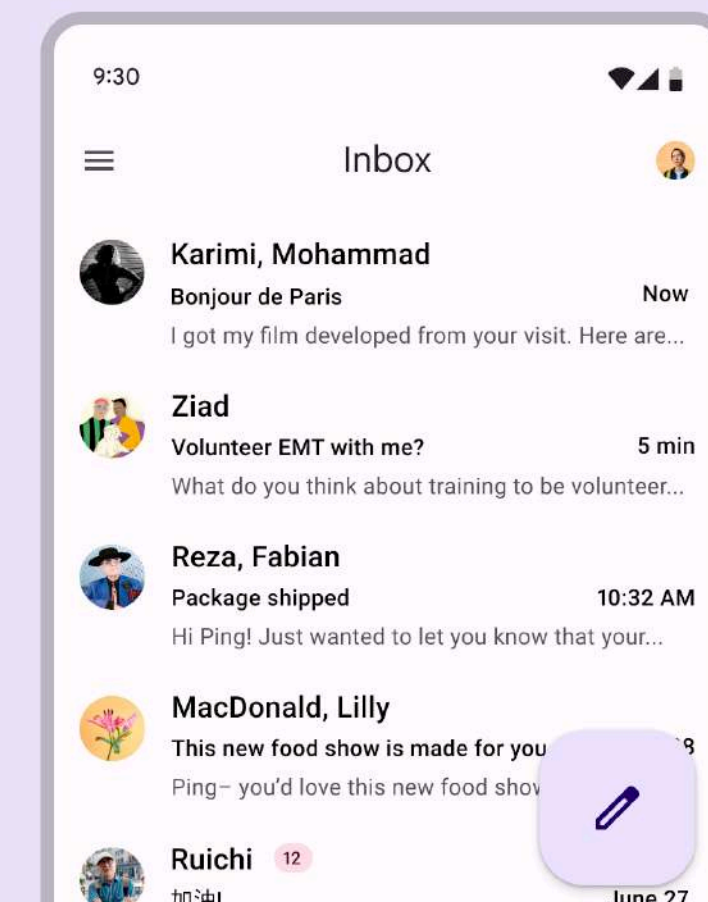 9:30
Inbox
Karimi, Mohammad
Bonjour de Paris Now
I got my film developed from your visit. Here are...
Ziad
Volunteer EMT with me? 5 min
What do you think about training to be volunteer...
Reza, Fabian
Package shipped 10:32 AM
Hi Ping! Just wanted to let you know that your...
MacDonald, Lilly
This new food show is made for you
Ping– you’d love this new food
Ruichi 12
加油! June 27